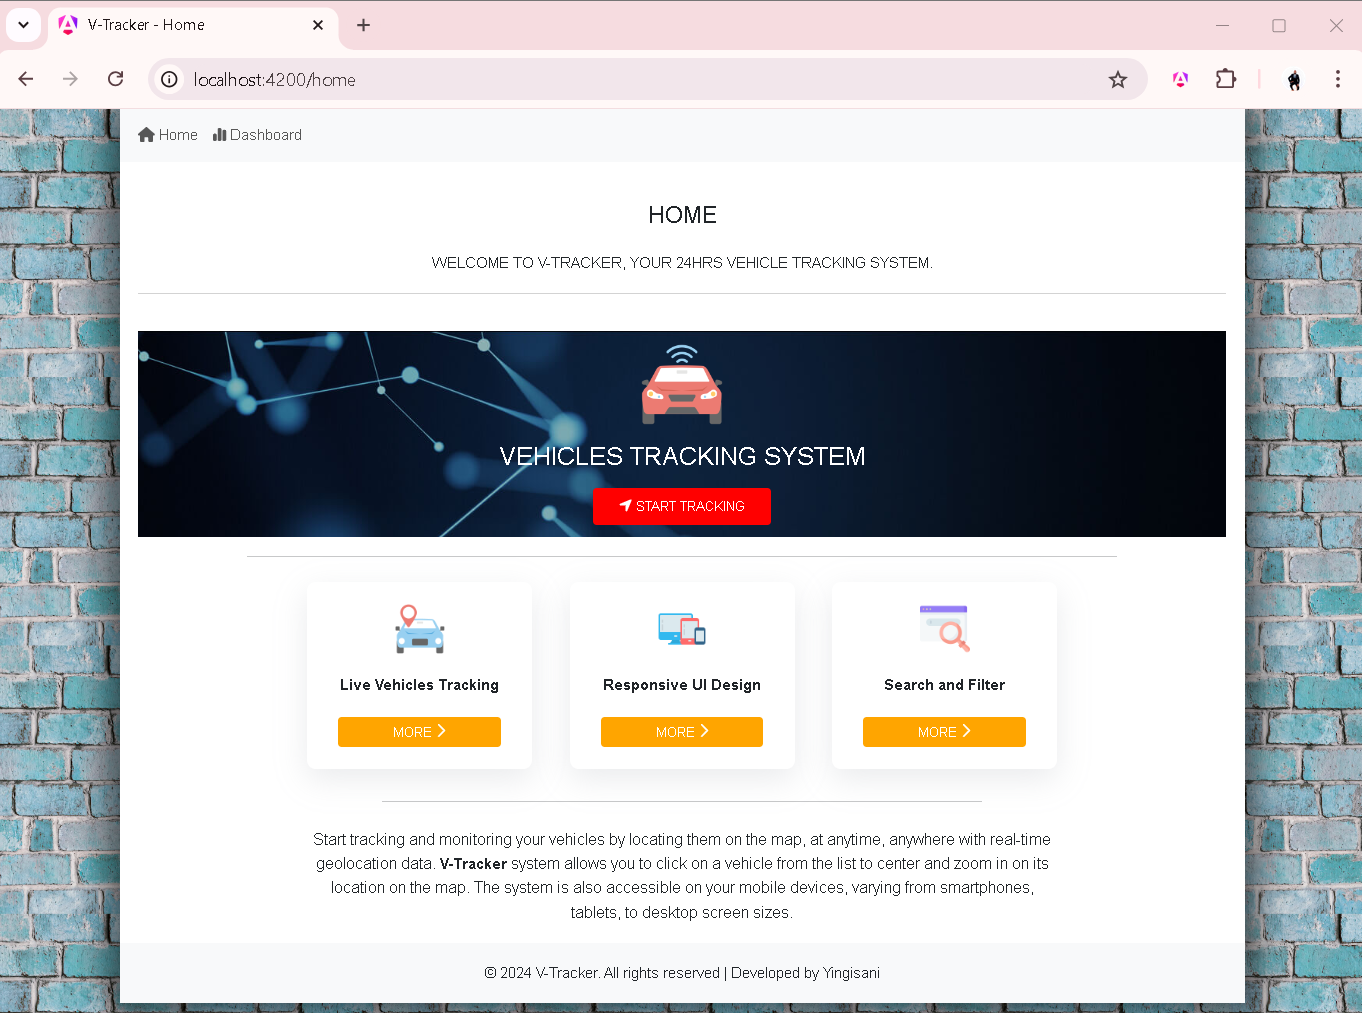 V-Tracker - Home
localhost:4200/home
Home Dashboard
HOME
WELCOME TO V-TRACKER, YOUR 24HRS VEHICLE TRACKING SYSTEM.
VEHICLES TRACKING SYSTEM
START TRACKING
Live Vehicles Tracking
MORE
Responsive UI Design
MORE
Search and Filter
MORE
Start tracking and monitoring your vehicles by locating them on the map, at anytime, anywhere with real-time
geolocation data. V-Tracker system allows you to click on a vehicle from the list to center and zoom in on its
location on the map. The system is also accessible on your mobile devices, varying from smartphones,
tablets, to desktop screen sizes.
© 2024 V-Tracker. All rights reserved | Developed by Yingisani